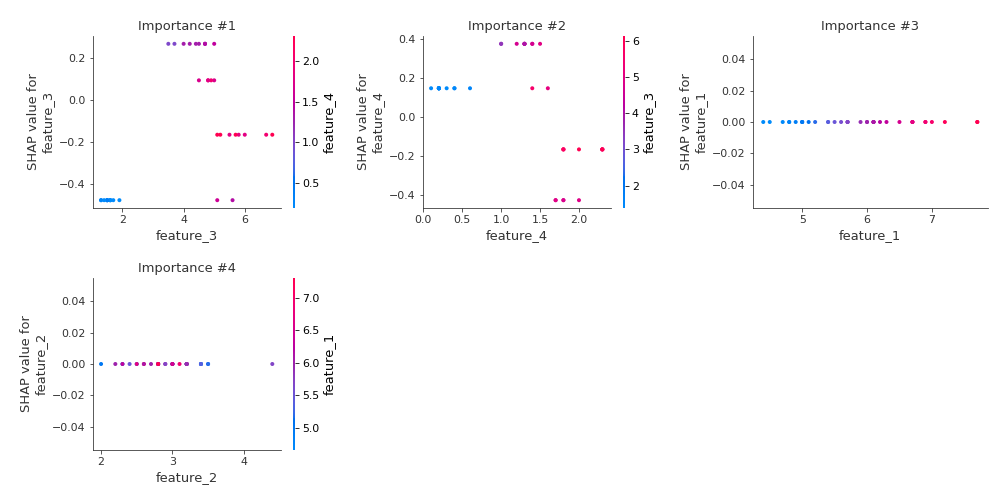 Importance #1
SHAP value for
feature_3
0.2
0.0
−0.2
−0.4
2
4
6
feature_3
2.0
1.5
1.0
0.5
feature_4
Importance #2
SHAP value for
feature_4
0.4
0.2
0.0
−0.2
−0.4
0.0
0.5
1.0
1.5
2.0
feature_4
6
5
4
3
2
feature_3
Importance #3
SHAP value for
feature_1
0.04
0.02
0.00
−0.02
−0.04
5
6
7
feature_1
Importance #4
SHAP value for
feature_2
0.04
0.02
0.00
−0.02
−0.04
2
3
4
feature_2
7.0
6.5
6.0
5.5
5.0
feature_1